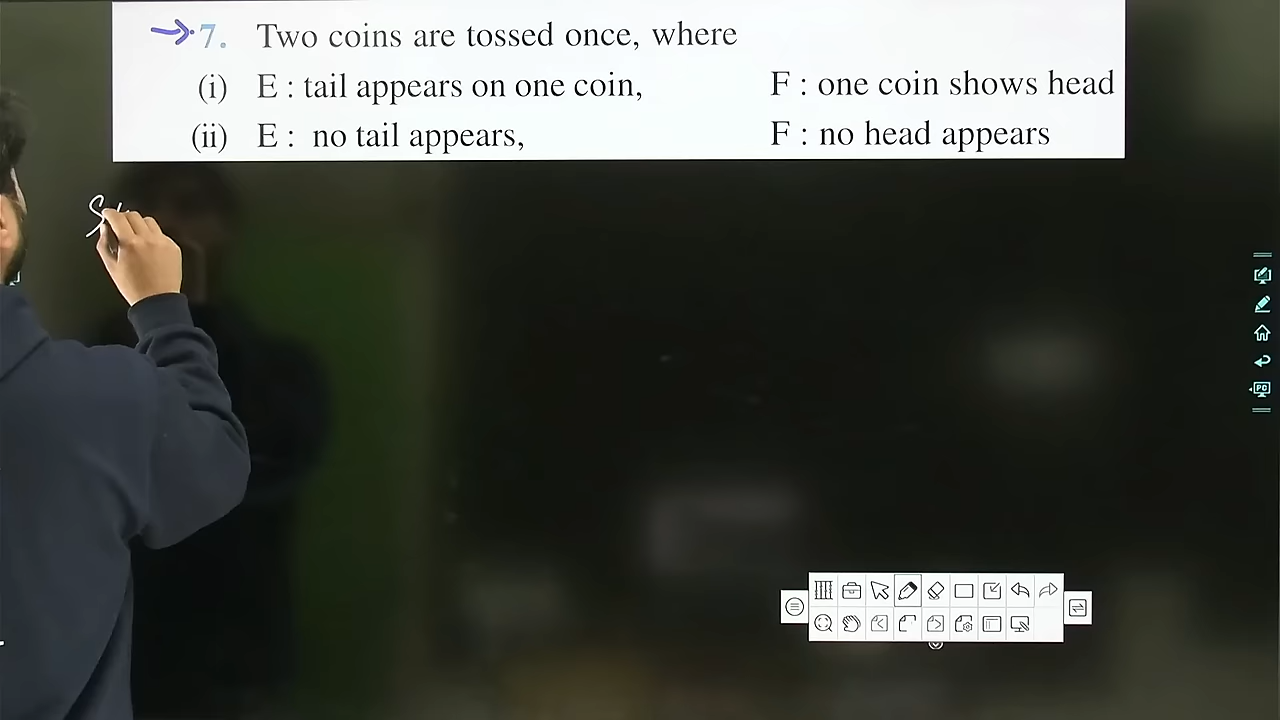 7. Two coins are tossed once, where
(i) E : tail appears on one coin, F : one coin shows head
(ii) E : no tail appears, F : no head appears
PC